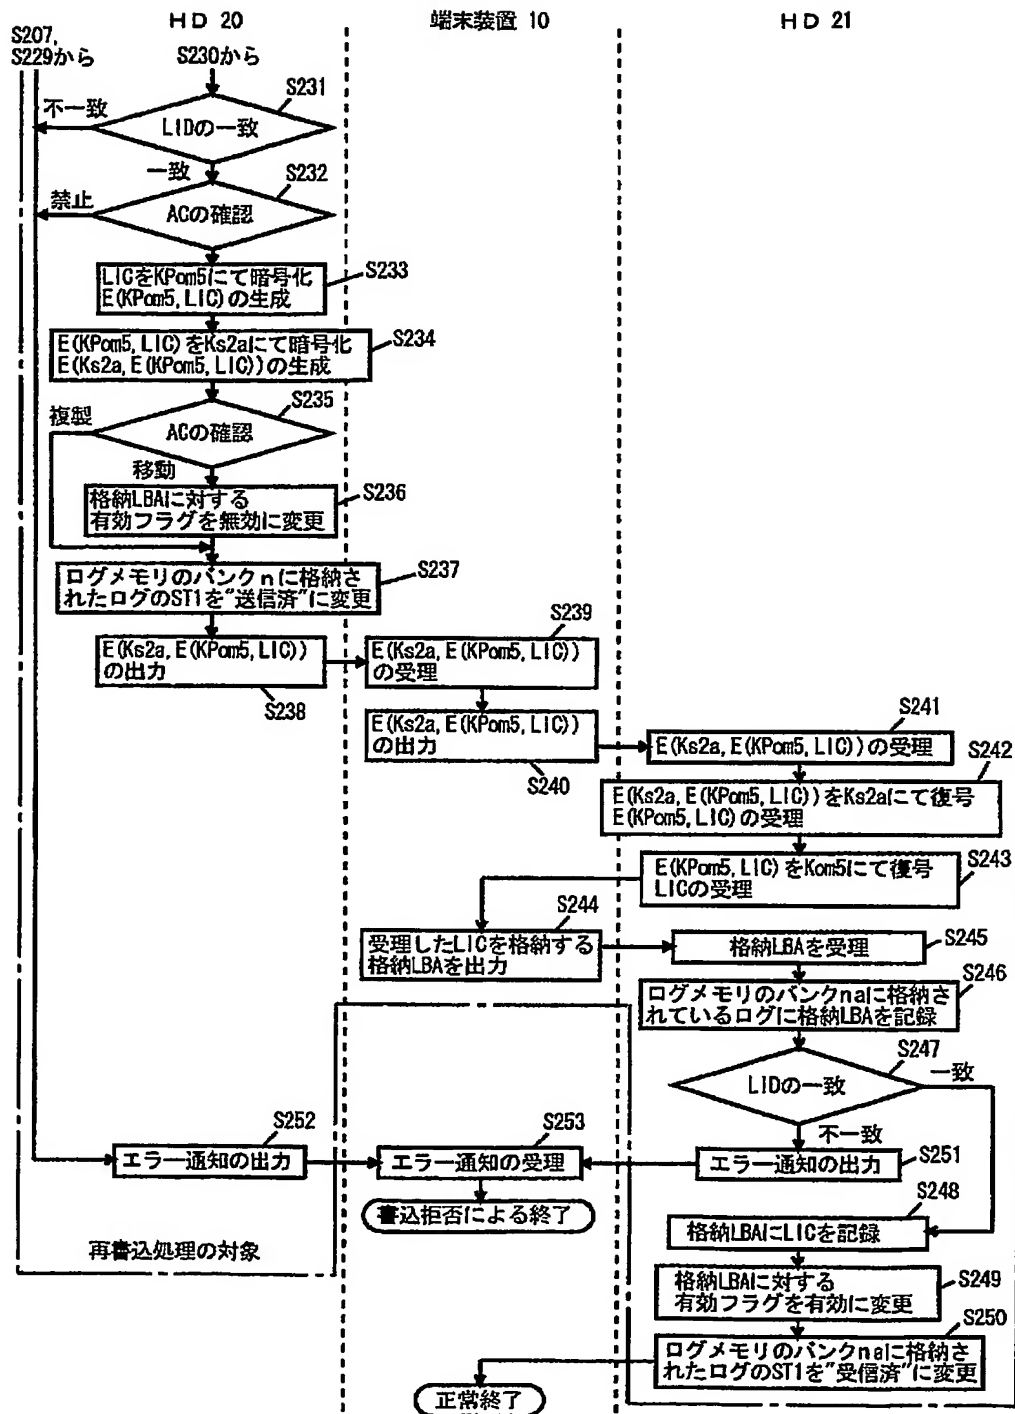 HD 20
端末装置 10
HD 21
S207,
S229から
S230から
S231
不一致
LIDの一致
一致
S232
禁止
ACの確認
LICをKPom5にて暗号化
E(KPom5, LIC)の生成
S233
E(KPom5, LIC)をKs2aにて暗号化
E(Ks2a, E(KPom5, LIC))の生成
S234
S235
複製
ACの確認
移動
格納LBAに対する
有効フラグを無効に変更
S236
ログメモリのバンクnに格納さ
れたログのST1を"送信済"に変更
S237
E(Ks2a, E(KPom5, LIC))
の出力
S238
S239
E(Ks2a, E(KPom5, LIC))
の受理
E(Ks2a, E(KPom5, LIC))
の出力
S240
S241
E(Ks2a, E(KPom5, LIC))の受理
S242
E(Ks2a, E(KPom5, LIC))をKs2aにて復号
E(KPom5, LIC)の受理
E(KPom5, LIC)をKom5にて復号
LICの受理
S243
S244
受理したLICを格納する
格納LBAを出力
格納LBAを受理
S245
S246
ログメモリのバンクnaに格納さ
れているログに格納LBAを記録
S247
LIDの一致
一致
不一致
S252
エラー通知の出力
S253
エラー通知の受理
エラー通知の出力
S251
書込拒否による終了
S248
格納LBAにLICを記録
再書込処理の対象
格納LBAに対する
有効フラグを有効に変更
S249
S250
ログメモリのバンクnaに格納さ
れたログのST1を"受信済"に変更
正常終了